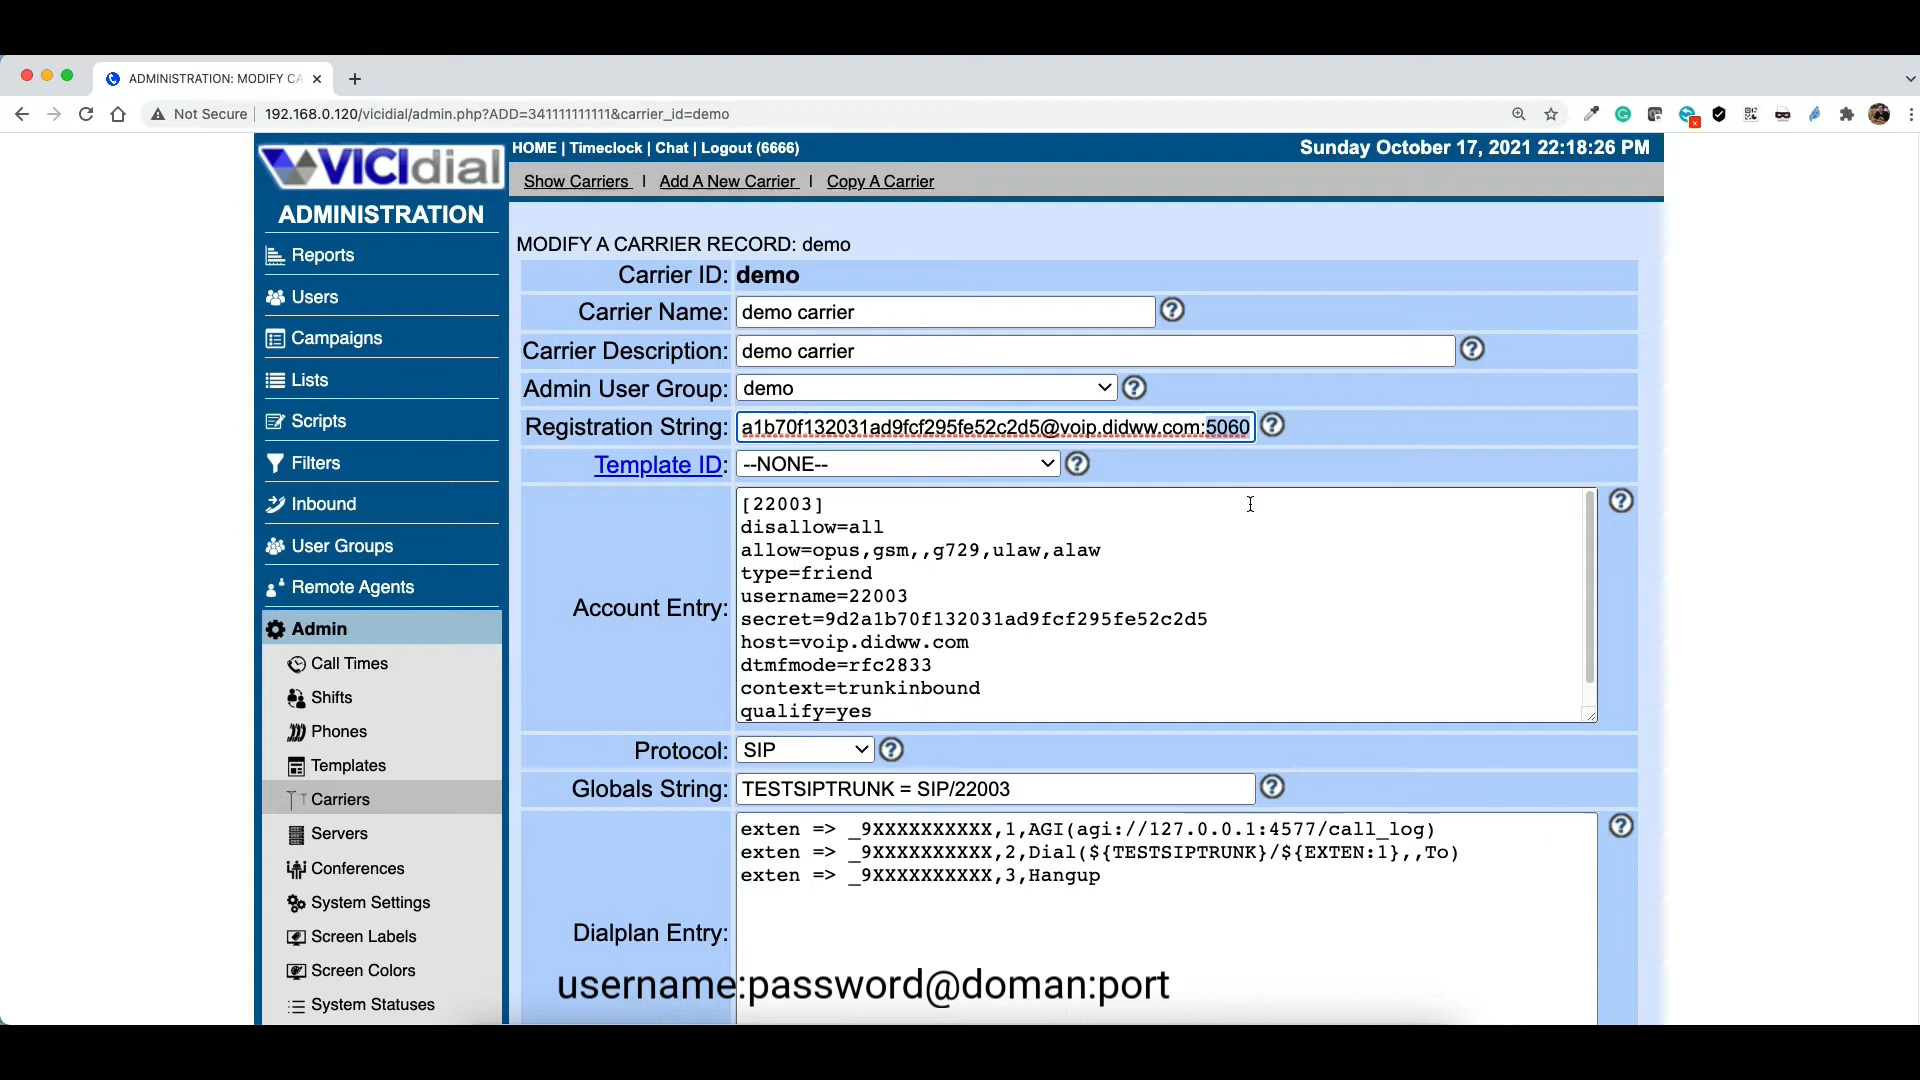 ADMINISTRATION: MODIFY CA
Not Secure
192.168.0.120/vicidial/admin.php?ADD=341111111111&carrier_id=demo
VICIdial
HOME | Timeclock | Chat | Logout (6666)
Sunday October 17, 2021 22:18:26 PM
Show Carriers | Add A New Carrier | Copy A Carrier
ADMINISTRATION
Reports
Users
Campaigns
Lists
Scripts
Filters
Inbound
User Groups
Remote Agents
Admin
Call Times
Shifts
Phones
Templates
Carriers
Servers
Conferences
System Settings
Screen Labels
Screen Colors
System Statuses
MODIFY A CARRIER RECORD: demo
Carrier ID: demo
Carrier Name: demo carrier
Carrier Description: demo carrier
Admin User Group: demo
Registration String: a1b70f132031ad9fcf295fe52c2d5@voip.didww.com:5060
Template ID: --NONE--
Account Entry:
[22003]
disallow=all
allow=opus,gsm,,g729,ulaw,alaw
type=friend
username=22003
secret=9d2a1b70f132031ad9fcf295fe52c2d5
host=voip.didww.com
dtmfmode=rfc2833
context=trunkinbound
qualify=yes
Protocol: SIP
Globals String: TESTSIPTRUNK = SIP/22003
Dialplan Entry:
exten => _9XXXXXXXXXX,1,AGI(agi://127.0.0.1:4577/call_log)
exten => _9XXXXXXXXXX,2,Dial(${TESTSIPTRUNK}/${EXTEN:1},,To)
exten => _9XXXXXXXXXX,3,Hangup
username:password@doman:port